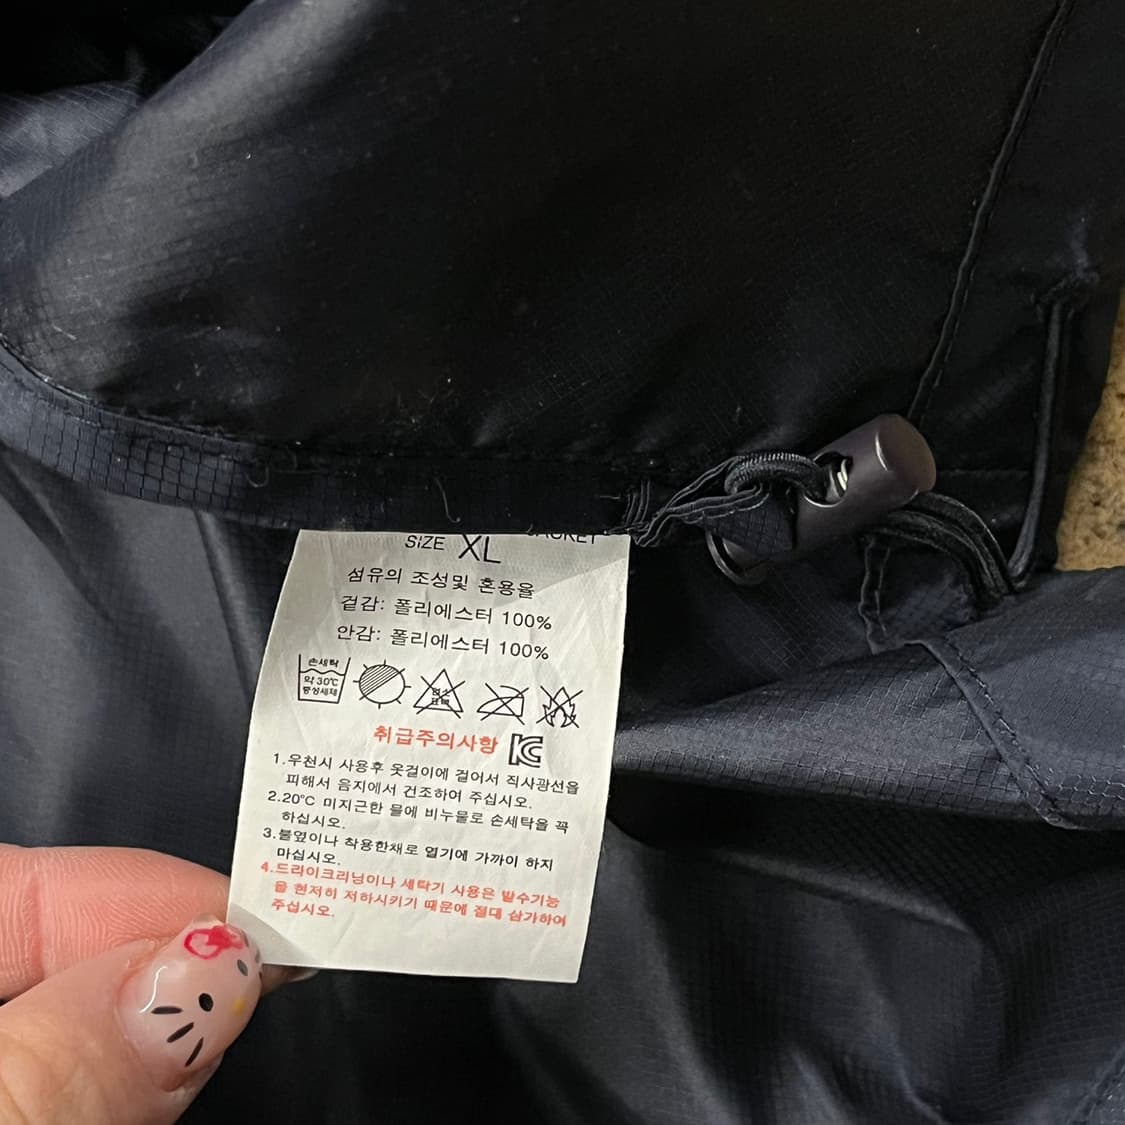 JACKET
SIZE XL
섬유의 조성및 혼용율
겉감: 폴리에스터 100%
안감: 폴리에스터 100%
손세탁
약 30℃
중성세제
염소
표백
취급주의사항
1.우천시 사용후 옷걸이에 걸어서 직사광선을
피해서 음지에서 건조하여 주십시오.
2.20℃ 미지근한 물에 비누물로 손세탁을 꼭
하십시오.
3.불옆이나 착용한채로 열기에 가까이 하지
마십시오.
4.드라이크리닝이나 세탁기 사용은 발수기능
을 현저히 저하시키기 때문에 절대 삼가하여
주십시오.